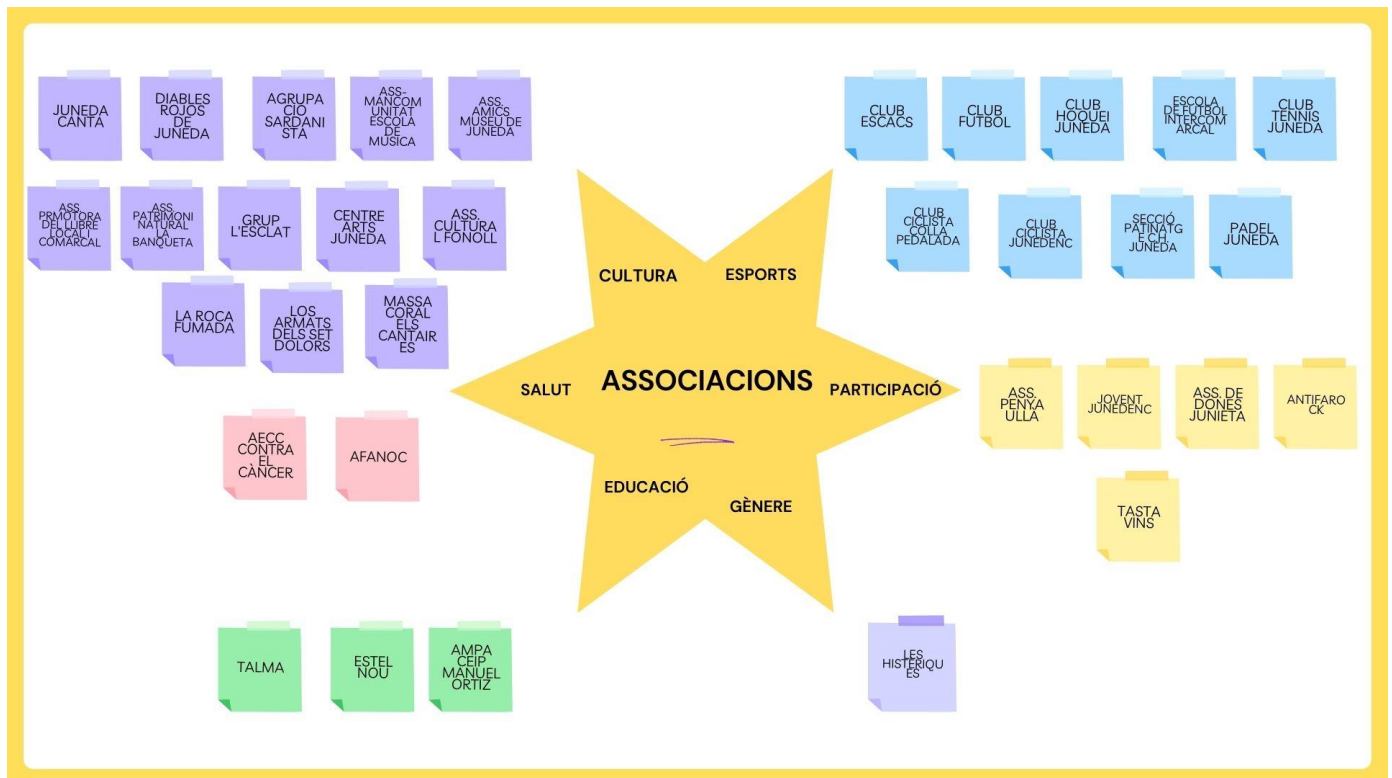 JUNEDA
CANTA
DIABLES
ROJOS
DE
JUNEDA
AGRUPA
CIÓ
SARDANI
STA
ASS-
MANCOM
UNITAT
ESCOLA
DE
MÚSICA
ASS.
AMICS
MUSEU DE
JUNEDA
ASS.
PRMOTORA
DEL LLIBRE
LOCAL I
COMARCAL
ASS.
PATRIMONI
NATURAL
LA
BANQUETA
GRUP
L'ESCLAT
CENTRE
ARTS
JUNEDA
ASS.
CULTURA
L FONOLL
LA ROCA
FUMADA
LOS
ARMATS
DELS SET
DOLORS
MASSA
CORAL
ELS
CANTAIR
ES
CLUB
ESCACS
CLUB
FUTBOL
CLUB
HOQUEI
JUNEDA
ESCOLA
DE FUTBOL
INTERCOM
ARCAL
CLUB
TENNIS
JUNEDA
CLUB
CICLISTA
COLLA
PEDALADA
CLUB
CICLISTA
JUNEDENC
SECCIÓ
PATINATG
E C.H.
JUNEDA
PADEL
JUNEDA
CULTURA
ESPORTS
SALUT
ASSOCIACIONS
PARTICIPACIÓ
EDUCACIÓ
GÈNERE
AECC
CONTRA
EL
CÀNCER
AFANOC
ASS.
PENYA
ULLÀ
JOVENT
JUNEDENC
ASS. DE
DONES
JUNIETA
ANTIFARO
CK
TASTA
VINS
TALMA
ESTEL
NOU
AMPA
CEIP
MANUEL
ORTIZ
LES
HISTÈRIQU
ES